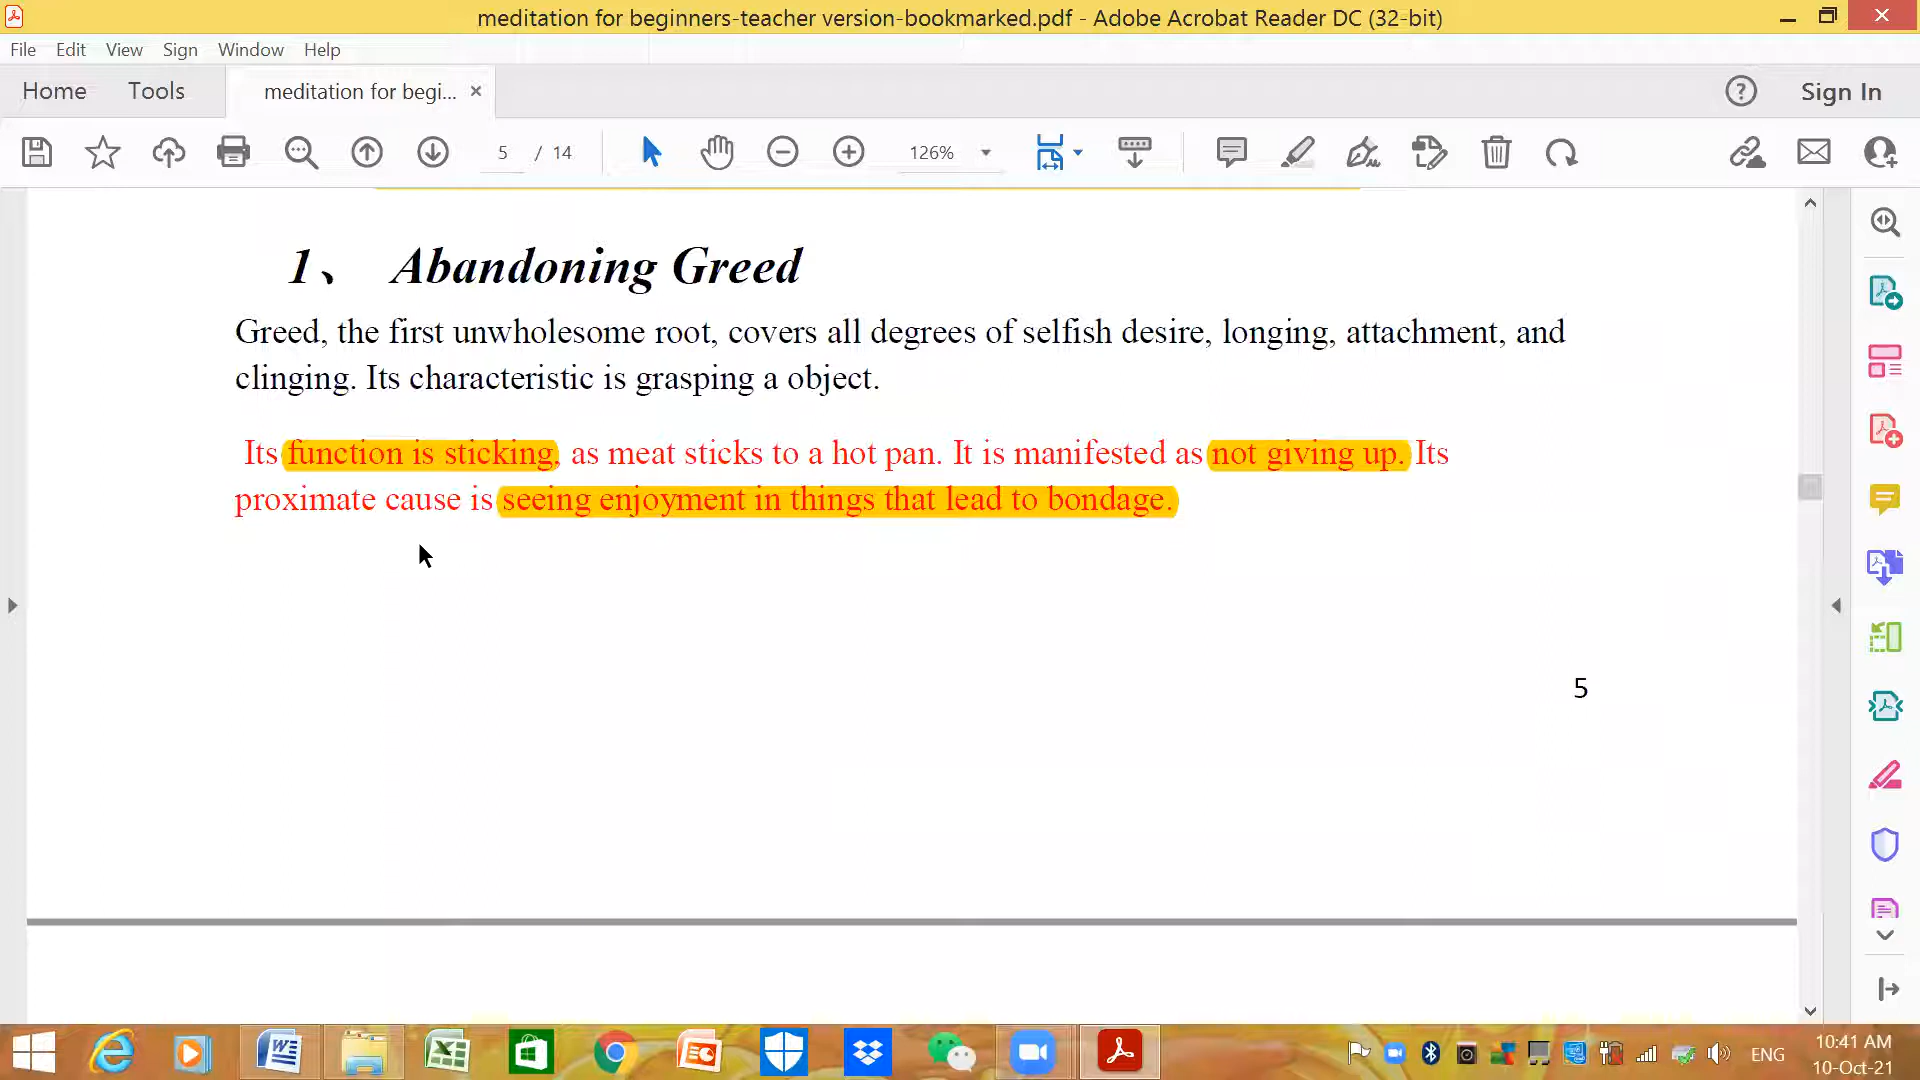 meditation for beginners-teacher version-bookmarked.pdf - Adobe Acrobat Reader DC (32-bit)
File Edit View Sign Window Help
Home Tools meditation for begi... × Sign In
5 / 14 126%
1、 Abandoning Greed
Greed, the first unwholesome root, covers all degrees of selfish desire, longing, attachment, and
clinging. Its characteristic is grasping a object.
Its function is sticking, as meat sticks to a hot pan. It is manifested as not giving up. Its
proximate cause is seeing enjoyment in things that lead to bondage.
5
ENG
10:41 AM
10-Oct-21